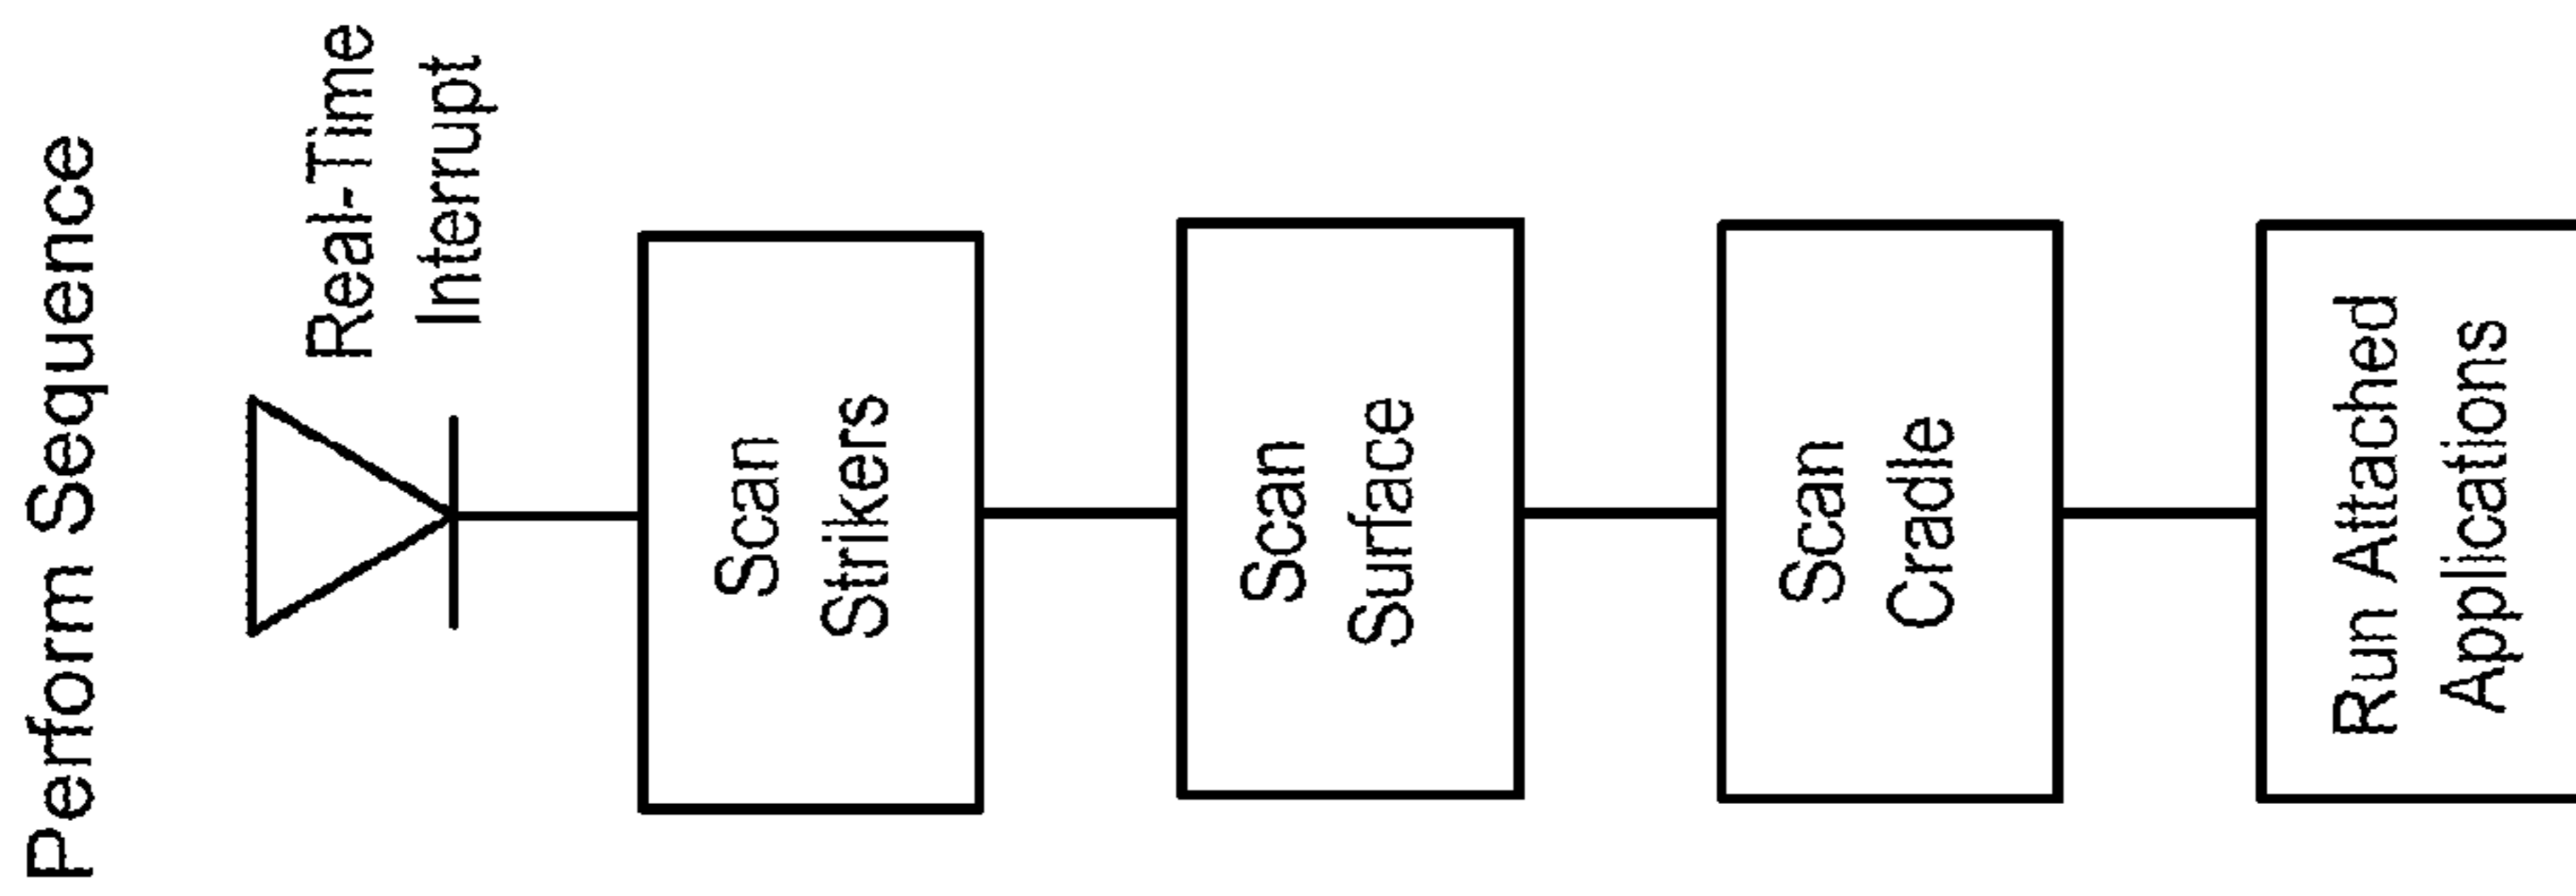 Perform Sequence
Real-Time
Interrupt
Scan
Strikers
Scan
Surface
Scan
Cradle
Run Attached
Applications